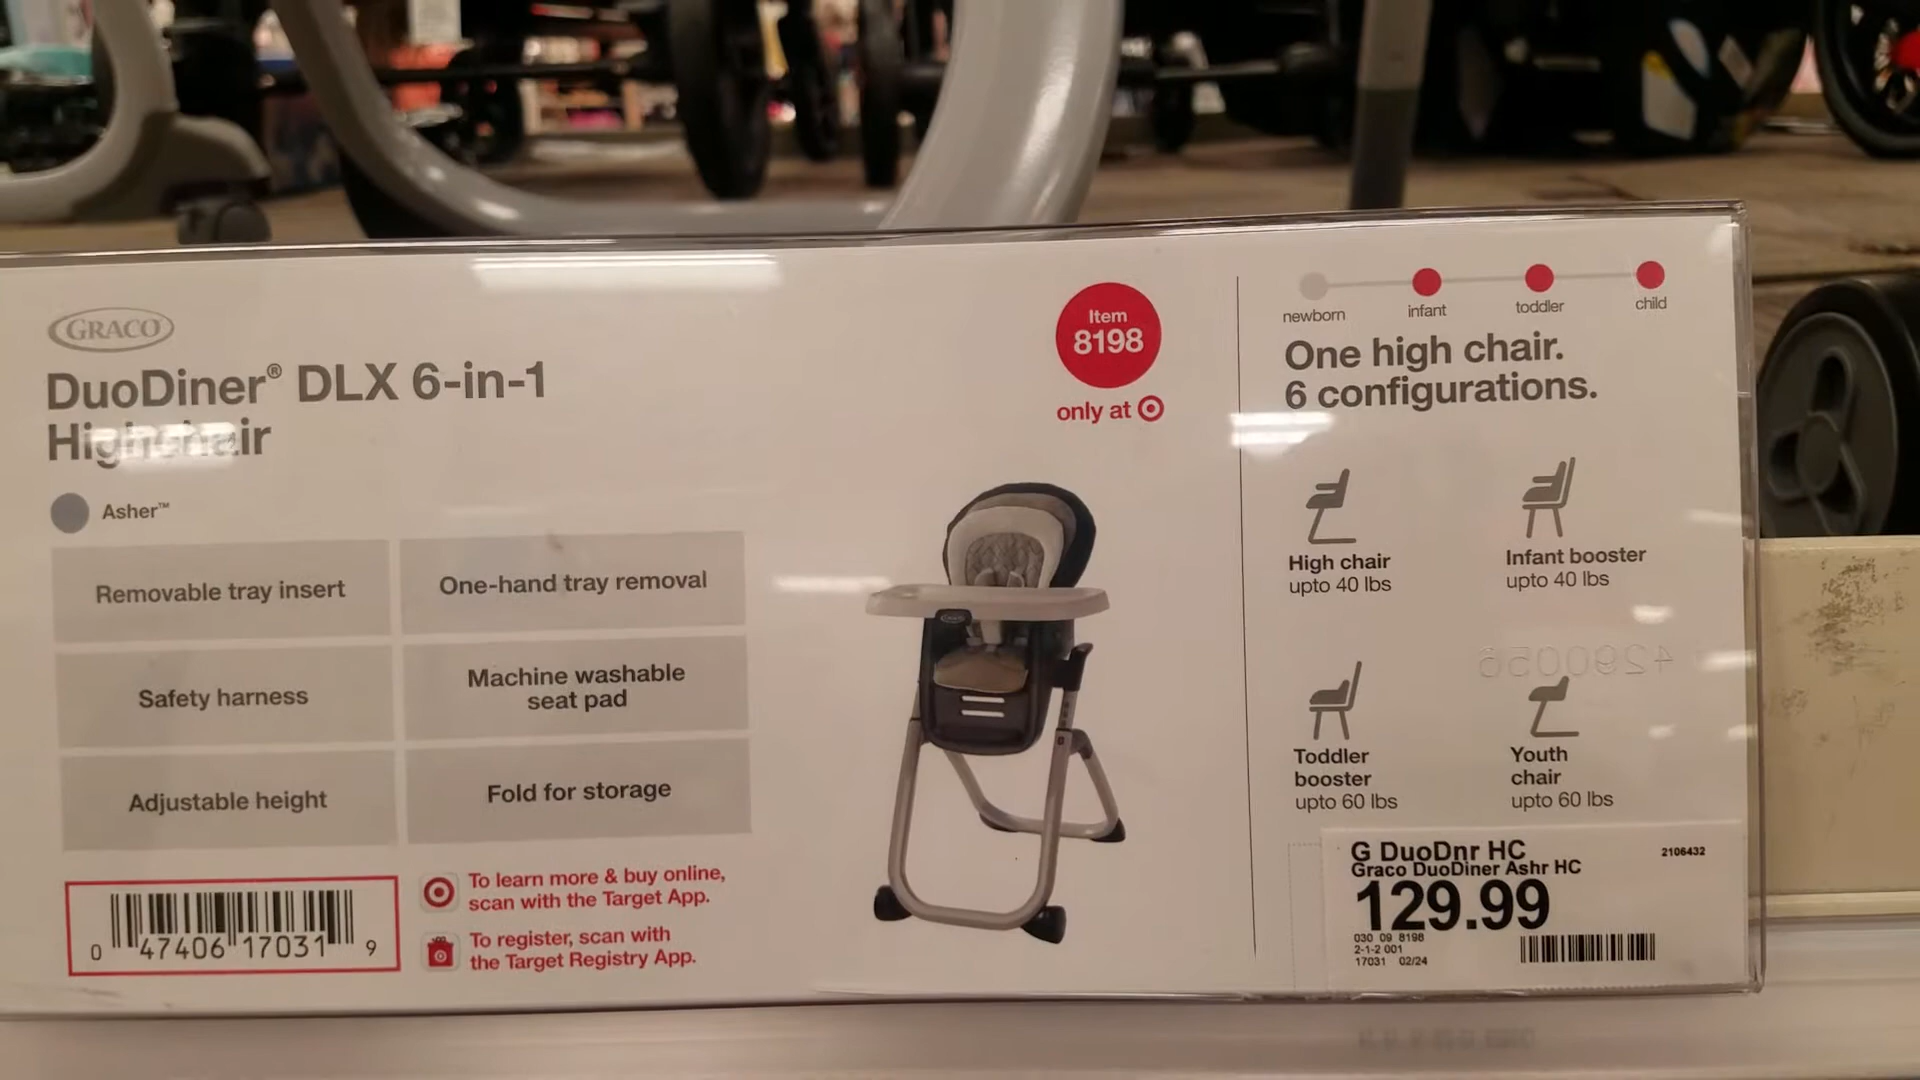 GRACO
DuoDiner® DLX 6-in-1
Highchair
Asher™
Removable tray insert
One-hand tray removal
Safety harness
Machine washable
seat pad
Adjustable height
Fold for storage
0 47406 17031 9
To learn more & buy online,
scan with the Target App.
To register, scan with
the Target Registry App.
Item
8198
only at
newborn
infant
toddler
child
One high chair.
6 configurations.
High chair
upto 40 lbs
Infant booster
upto 40 lbs
4290056
Toddler
booster
upto 60 lbs
Youth
chair
upto 60 lbs
G DuoDnr HC
2106432
Graco DuoDiner Ashr HC
129.99
030 09 8198
2-1-2 001
17031 02/24